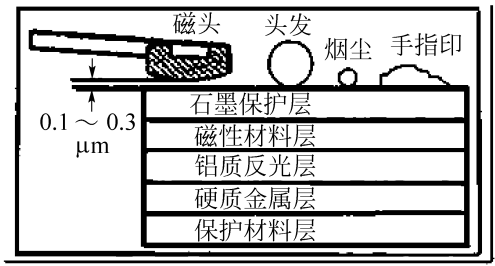 磁头
头发
烟尘
手指印
0.1～0.3
μm
石墨保护层
磁性材料层
铝质反光层
硬质金属层
保护材料层